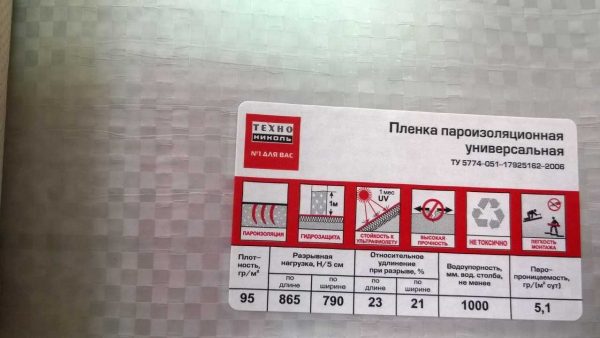 ТЕХНО
НИКОЛЬ
№1 ДЛЯ ВАС
Пленка пароизоляционная
универсальная
ТУ 5774-051-17925162-2006
ПАРОИЗОЛЯЦИЯ
1м
ГИДРОЗАЩИТА
1 мес
UV
СТОЙКОСТЬ К
УЛЬТРАФИОЛЕТУ
ВЫСОКАЯ
ПРОЧНОСТЬ
НЕ ТОКСИЧНО
ЛЕГКОСТЬ
МОНТАЖА
Плот-
ность,
гр/м²
Разрывная
нагрузка, Н/5 см
по
длине
по
ширине
Относительное
удлинение
при разрыве, %
по
длине
по
ширине
Водоупорность,
мм. вод. столба,
не менее
Паро-
проницаемость,
гр/(м² сут)
95 865 790 23 21 1000 5,1